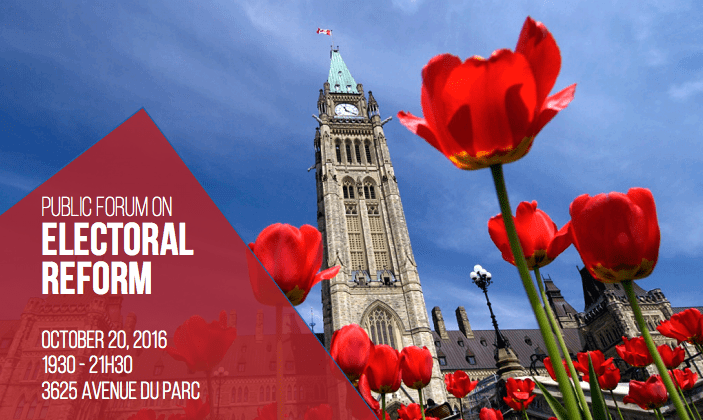 PUBLIC FORUM ON
ELECTORAL
REFORM
OCTOBER 20, 2016
1930 - 21H30
3625 AVENUE DU PARC